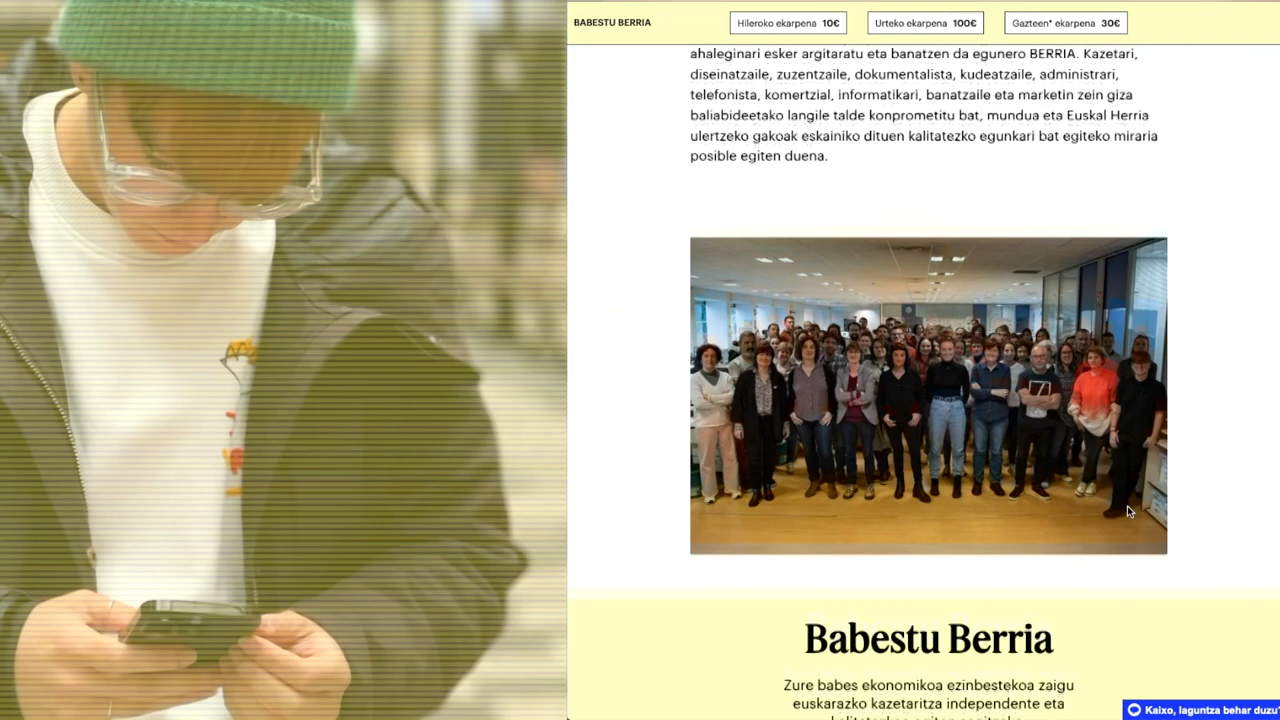 BABESTU BERRIA
Hileroko ekarpena 10€
Urteko ekarpena 100€
Gazteen* ekarpena 30€
ahaleginari esker argitaratu eta banatzen da egunero BERRIA. Kazetari,
diseinatzaile, zuzentzaile, dokumentalista, kudeatzaile, administrari,
telefonista, komertzial, informatikari, banatzaile eta marketin zein giza
baliabideetako langile talde konprometitu bat, mundua eta Euskal Herria
ulertzeko gakoak eskainiko dituen kalitatezko egunkari bat egiteko miraria
posible egiten duena.
Babestu Berria
Zure babes ekonomikoa ezinbestekoa zaigu
euskarazko kazetaritza independente eta
Kaixo, laguntza behar duzu?